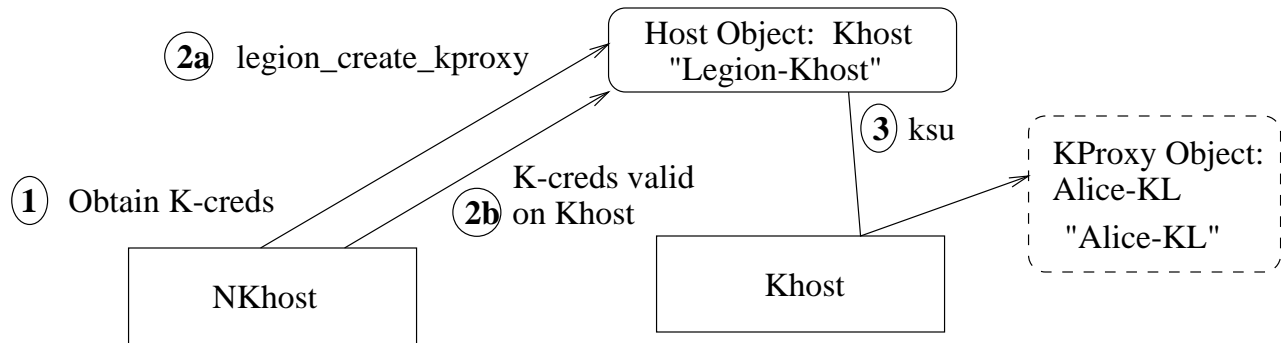 2a legion_create_kproxy
Host Object: Khost
"Legion-Khost"
3 ksu
1 Obtain K-creds
2b K-creds valid
on Khost
KProxy Object:
Alice-KL
"Alice-KL"
NKhost
Khost